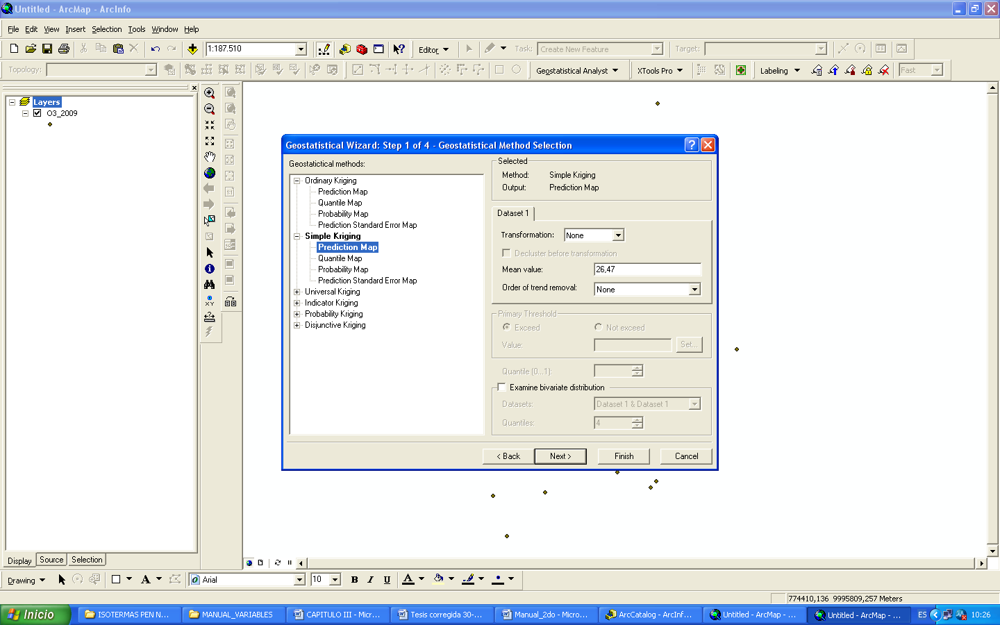 Untitled - ArcMap - ArcInfo
File Edit View Insert Selection Tools Window Help
1:187.510
Editor
Task: Create New Feature
Target:
Topology:
Geostatistical Analyst
XTools Pro
Labeling
Fast
Layers
O3_2009
1:1
XY
Geostatistical Wizard: Step 1 of 4 - Geostatistical Method Selection
Geostatictical methods:
Ordinary Kriging
Prediction Map
Quantile Map
Probability Map
Prediction Standard Error Map
Simple Kriging
Prediction Map
Quantile Map
Probability Map
Prediction Standard Error Map
Universal Kriging
Indicator Kriging
Probability Kriging
Disjunctive Kriging
Selected
Method: Simple Kriging
Output: Prediction Map
Dataset 1
Transformation: None
Decluster before transformation
Mean value: 26,47
Order of trend removal: None
Primary Threshold
Exceed Not exceed
Value: Set...
Quantile (0...1):
Examine bivariate distribution
Datasets: Dataset 1 & Dataset 1
Quantiles: 4
< Back Next > Finish Cancel
Display Source Selection
Drawing A Arial 10 B I U A
774410,136 9995809,257 Meters
Inicio ISOTERMAS PEN N... MANUAL_VARIABLES CAPITULO III - Micr... Tesis corregida 30-... Manual_2do - Micro... ArcCatalog - ArcInf... Untitled - ArcMap - ... Untitled - ArcMap - ... ES 10:26